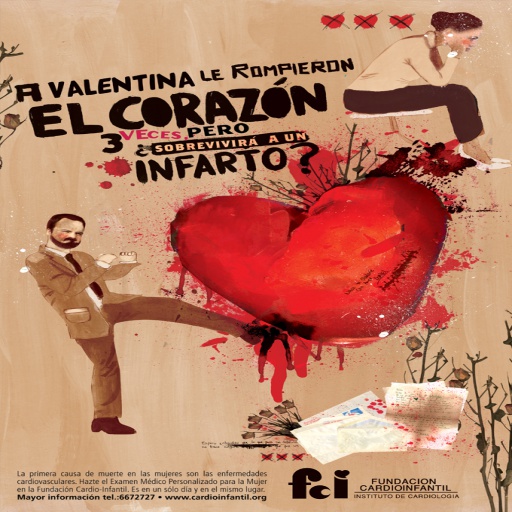 A VALENTINA LE ROMPIERON
EL CORAZÓN
3 VECES PERO
¿SOBREVIVIRÁ A UN
INFARTO?
La primera causa de muerte en las mujeres son las enfermedades
cardiovasculares. Hazte el Examen Médico Personalizado para la Mujer
en la Fundación Cardio-Infantil. Es en un sólo día y en el mismo lugar.
Mayor información tel.:6672727 • www.cardioinfantil.org
fci
FUNDACION
CARDIOINFANTIL
INSTITUTO DE CARDIOLOGIA